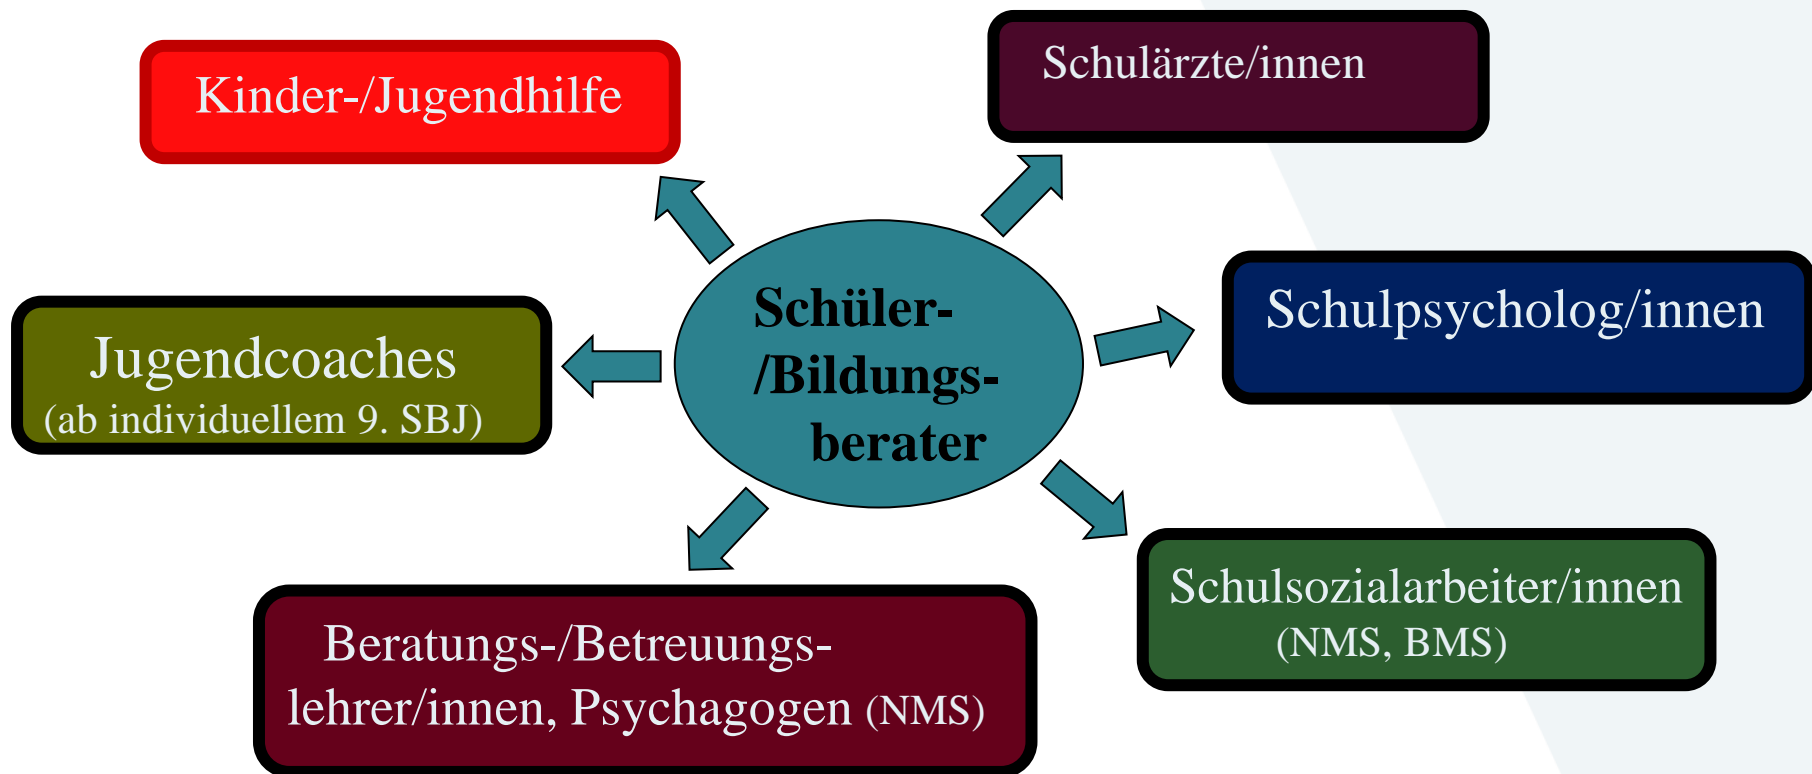 Kinder-/Jugendhilfe
Schulärzte/innen
Schüler-
/Bildungs-
berater
Schulpsycholog/innen
Jugendcoaches
(ab individuellem 9. SBJ)
Schulsozialarbeiter/innen
(NMS, BMS)
Beratungs-/Betreuungs-
lehrer/innen, Psychagogen (NMS)